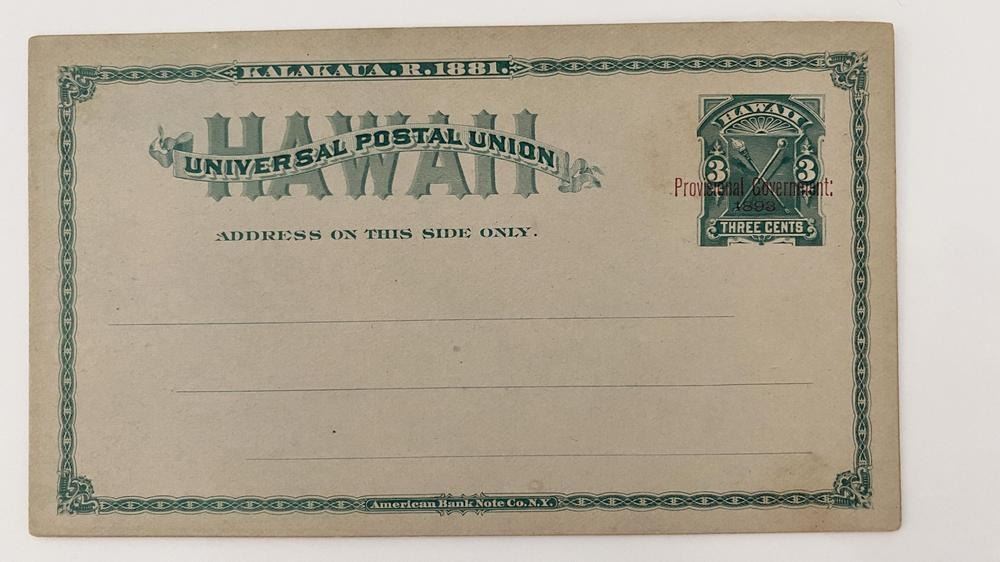 KALAKAUA.R.1881.
HAWAII
UNIVERSAL POSTAL UNION
ADDRESS ON THIS SIDE ONLY.
HAWAII
3 3
Provisional Government:
1893
THREE CENTS
American Bank Note Co. N.Y.